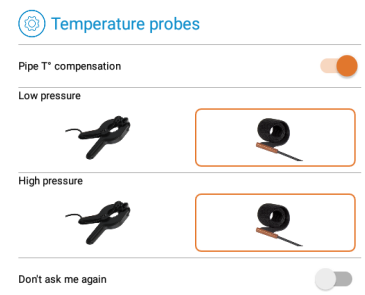 Temperature probes
Pipe T° compensation
Low pressure
High pressure
Don't ask me again